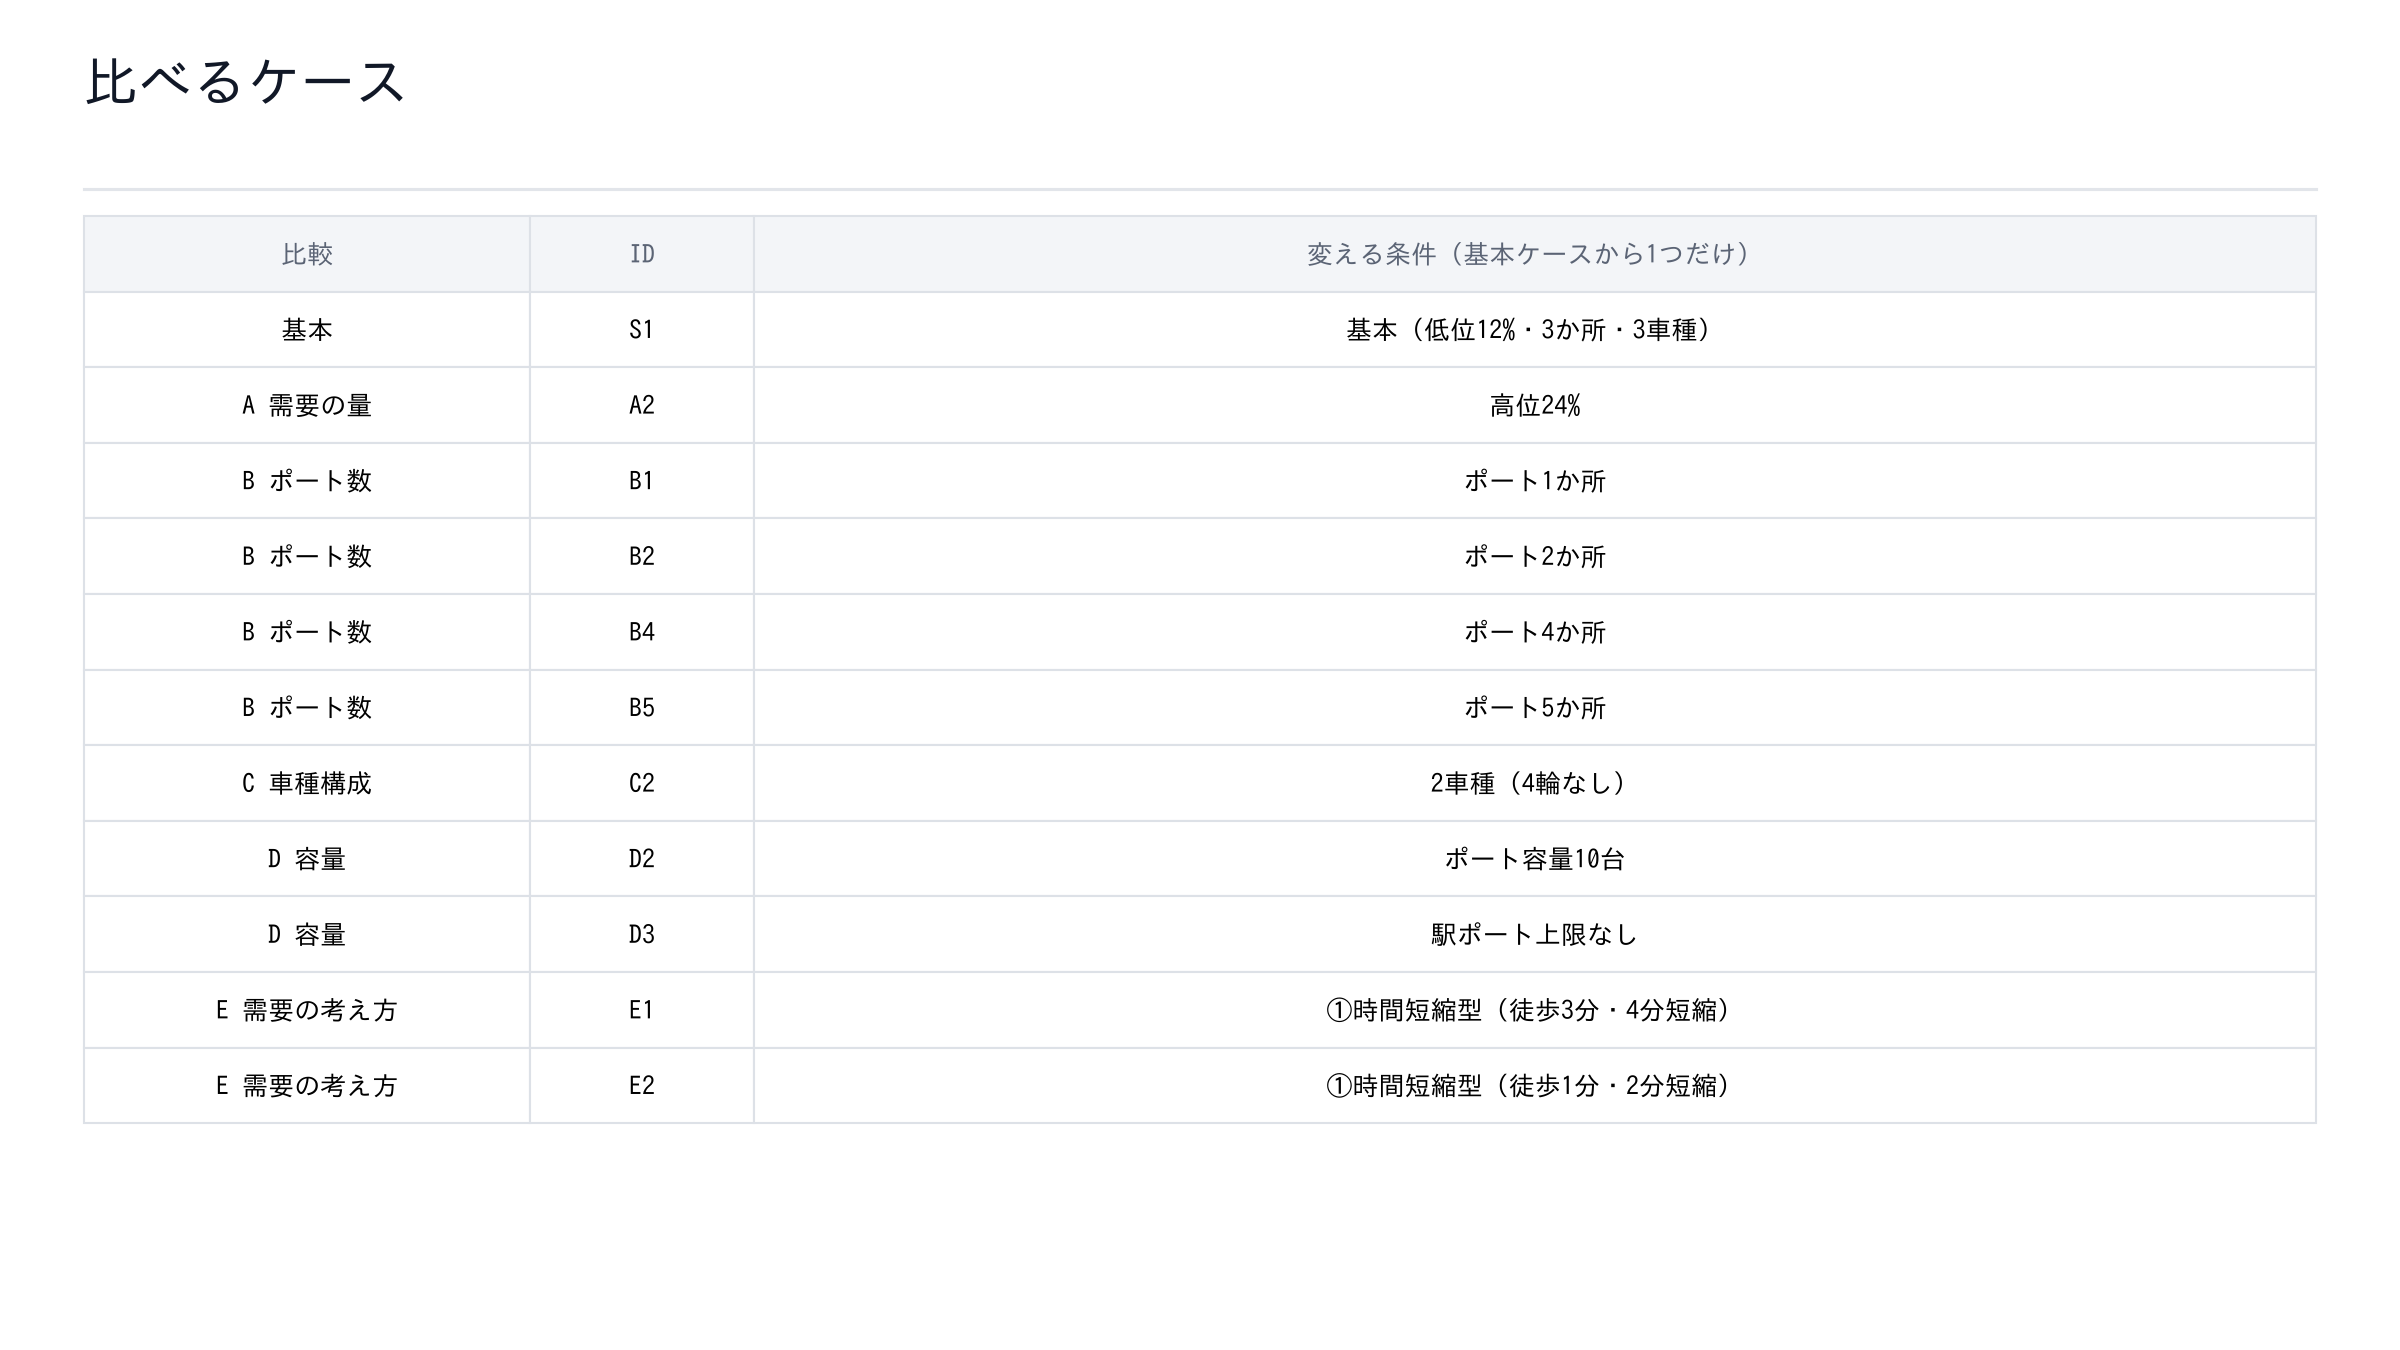 比べるケース
比較 ID 変える条件（基本ケースから1つだけ）
基本 S1 基本（低位12%・3か所・3車種）
A 需要の量 A2 高位24%
B ポート数 B1 ポート1か所
B ポート数 B2 ポート2か所
B ポート数 B4 ポート4か所
B ポート数 B5 ポート5か所
C 車種構成 C2 2車種（4輪なし）
D 容量 D2 ポート容量10台
D 容量 D3 駅ポート上限なし
E 需要の考え方 E1 ①時間短縮型（徒歩3分・4分短縮）
E 需要の考え方 E2 ①時間短縮型（徒歩1分・2分短縮）